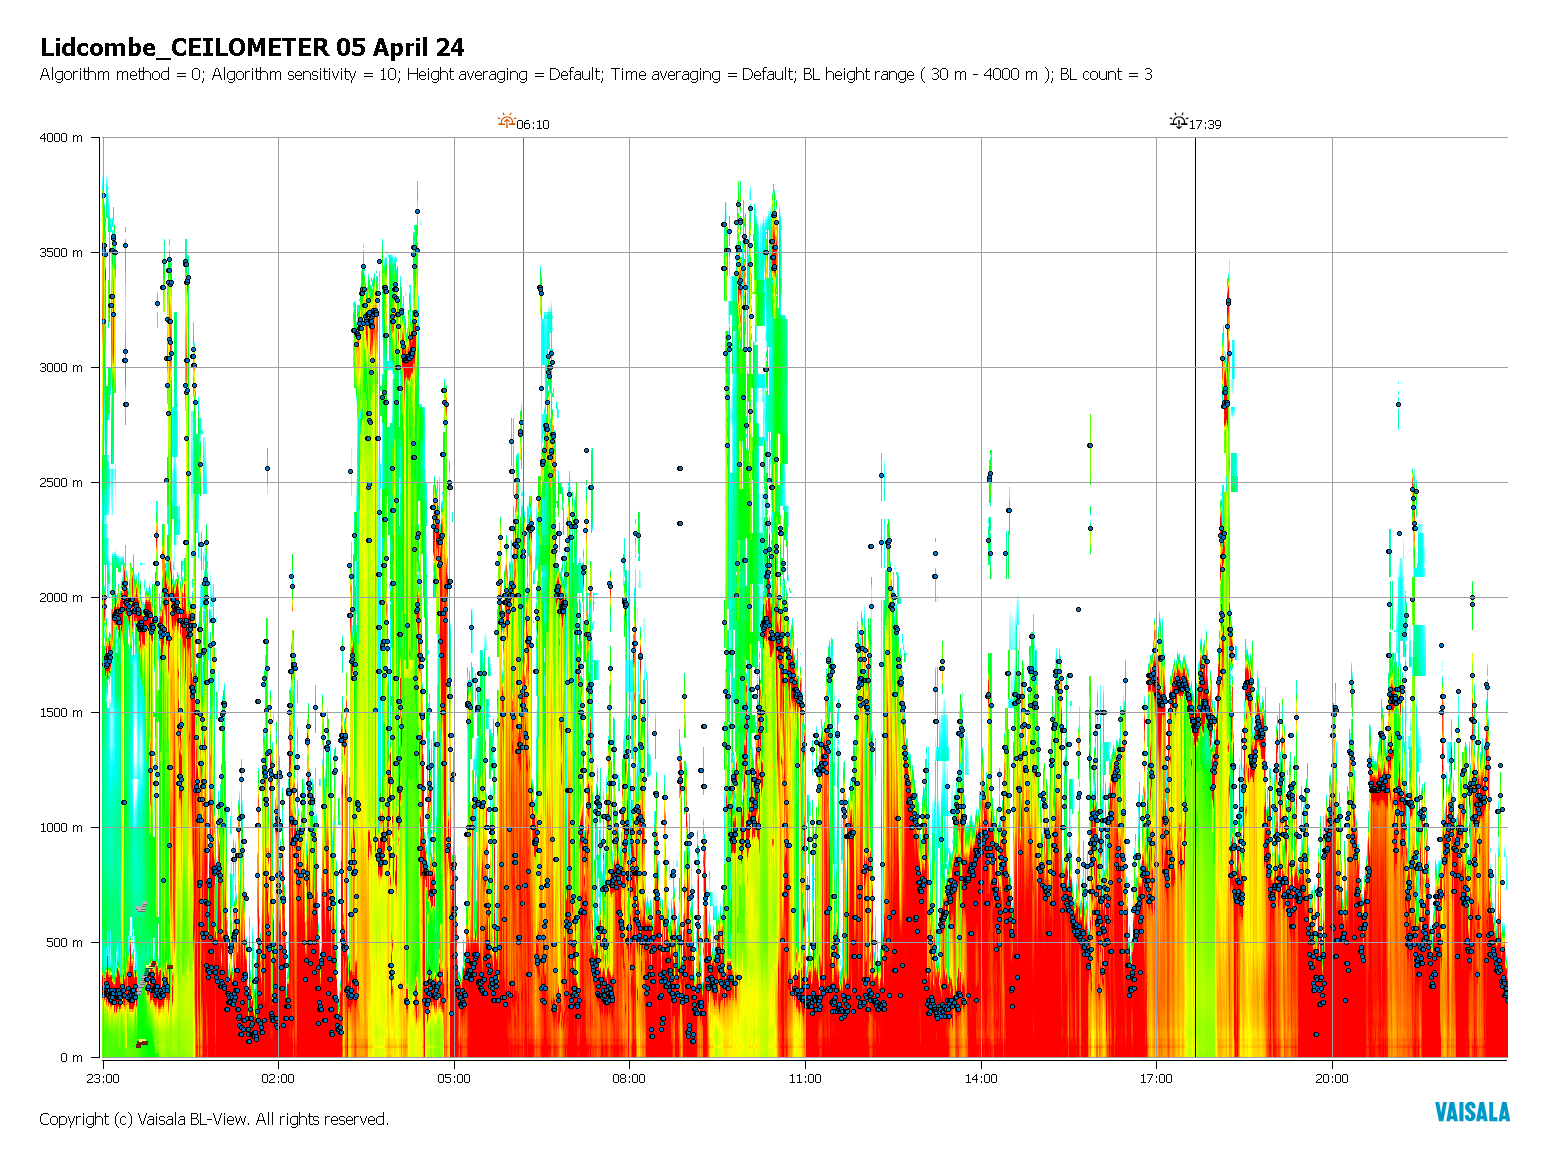 Lidcombe_CEILOMETER 05 April 24
Algorithm method = 0; Algorithm sensitivity = 10; Height averaging = Default; Time averaging = Default; BL height range ( 30 m - 4000 m ); BL count = 3
06:10
17:39
4000 m
3500 m
3000 m
2500 m
2000 m
1500 m
1000 m
500 m
0 m
23:00 02:00 05:00 08:00 11:00 14:00 17:00 20:00
Copyright (c) Vaisala BL-View. All rights reserved.
VAISALA